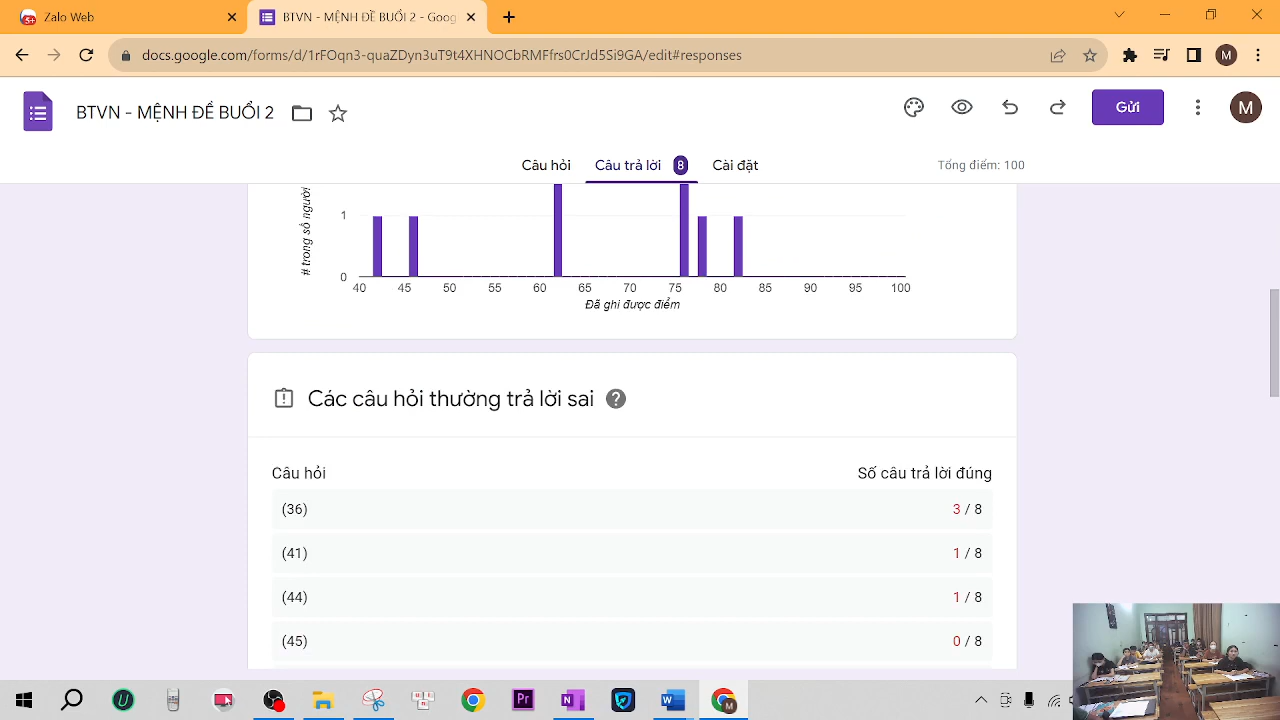 Zalo Web
BTVN - MỆNH ĐỀ BUỔI 2 - Goog
docs.google.com/forms/d/1rFOqn3-quaZDyn3uT9t4XHNOCbRMFfrs0CrJd5Si9GA/edit#responses
M
BTVN - MỆNH ĐỀ BUỔI 2
Gửi
M
Câu hỏi
Câu trả lời 8
Cài đặt
Tổng điểm: 100
# trong số người
1
0
40 45 50 55 60 65 70 75 80 85 90 95 100
Đã ghi được điểm
Các câu hỏi thường trả lời sai
Câu hỏi Số câu trả lời đúng
(36) 3 / 8
(41) 1 / 8
(44) 1 / 8
(45) 0 / 8